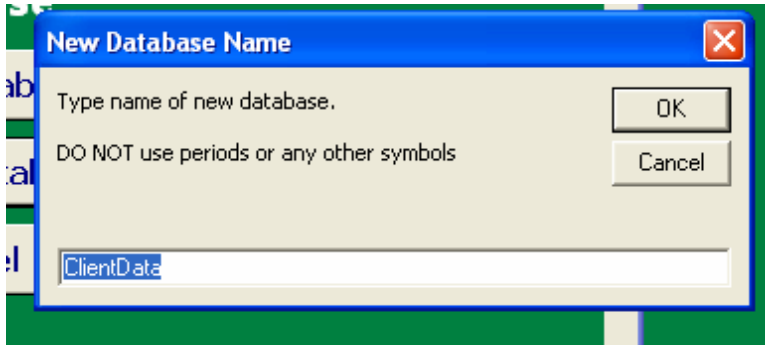 New Database Name
Type name of new database.
OK
DO NOT use periods or any other symbols
Cancel
ClientData